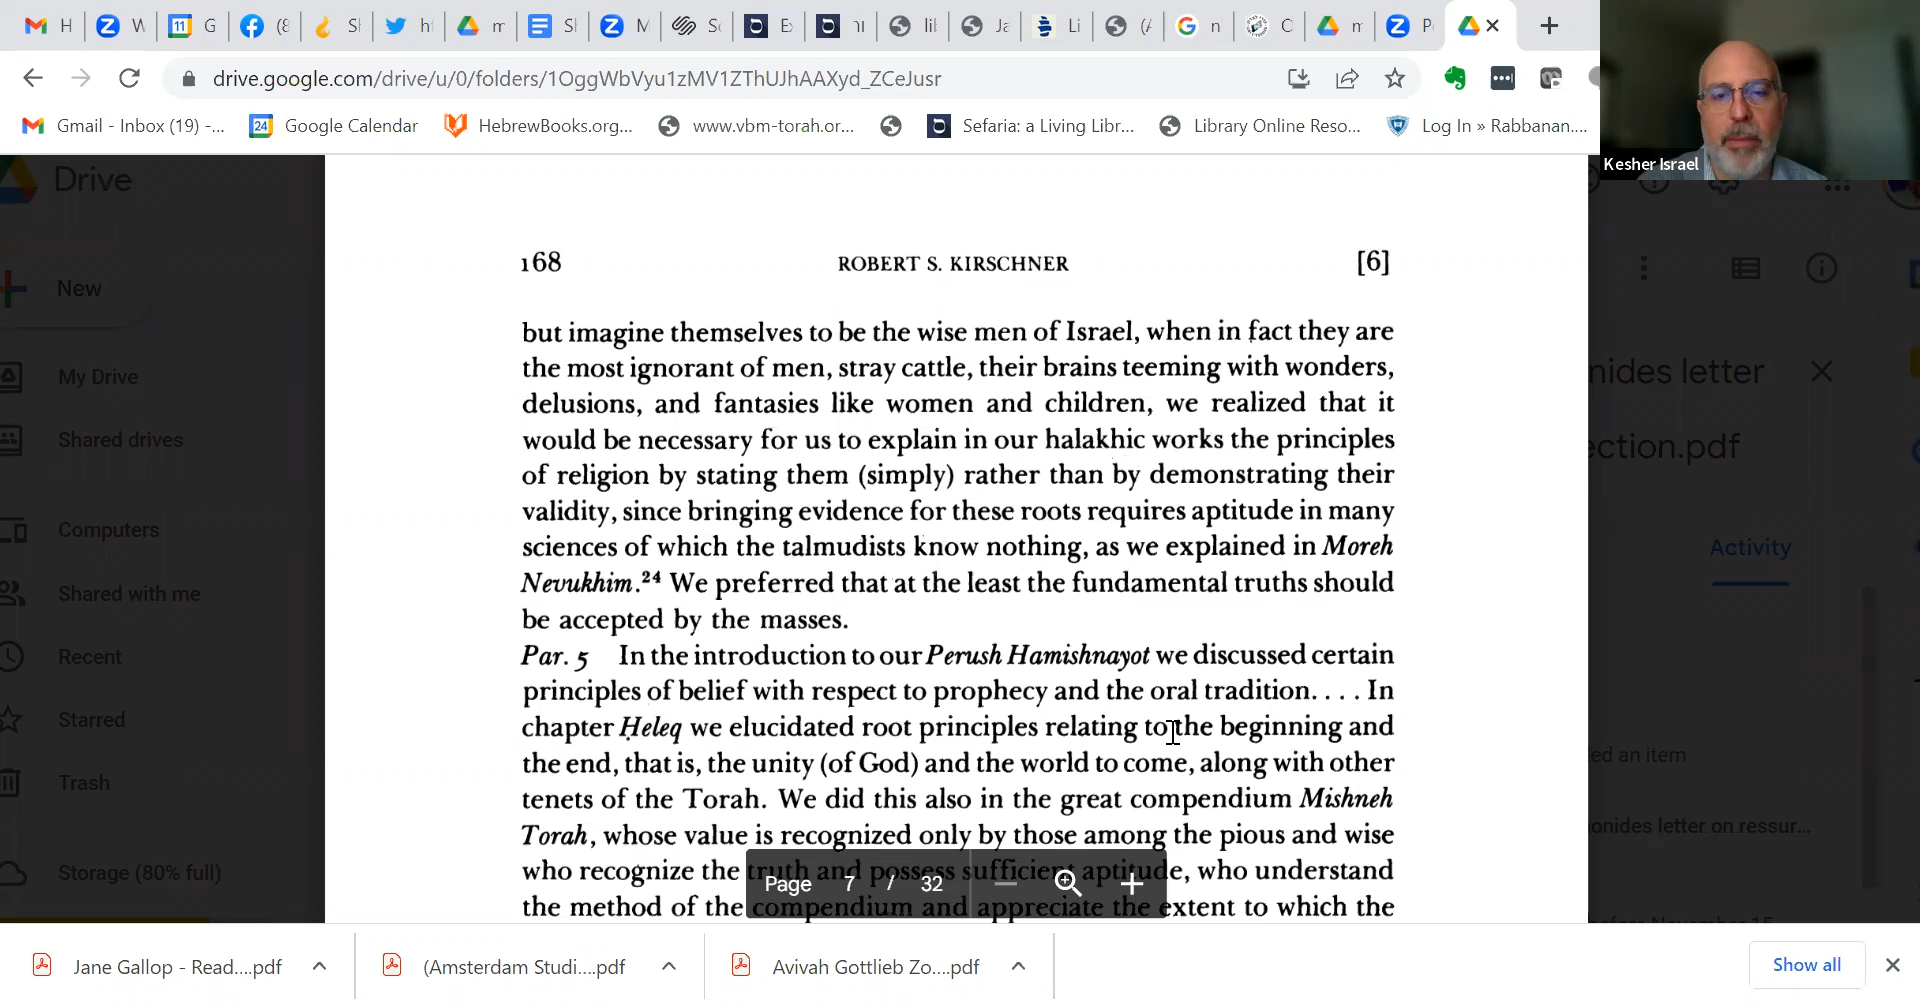 H
W
G
(8
Sl
h
m
Sl
M
Sc
E
lil
Ja
Li
(/
n
C
m
P
drive.google.com/drive/u/0/folders/1OggWbVyu1zMV1ZThUJhAAXyd_ZCeJusr
Gmail - Inbox (19) -...
Google Calendar
HebrewBooks.org...
www.vbm-torah.or...
Sefaria: a Living Libr...
Library Online Reso...
Log In » Rabbanan....
Kesher Israel
Drive
New
My Drive
Shared drives
Computers
Shared with me
Recent
Starred
Trash
Storage (80% full)
168 ROBERT S. KIRSCHNER [6]
but imagine themselves to be the wise men of Israel, when in fact they are
the most ignorant of men, stray cattle, their brains teeming with wonders,
delusions, and fantasies like women and children, we realized that it
would be necessary for us to explain in our halakhic works the principles
of religion by stating them (simply) rather than by demonstrating their
validity, since bringing evidence for these roots requires aptitude in many
sciences of which the talmudists know nothing, as we explained in Moreh
Nevukhim.24 We preferred that at the least the fundamental truths should
be accepted by the masses.
Par. 5 In the introduction to our Perush Hamishnayot we discussed certain
principles of belief with respect to prophecy and the oral tradition. . . . In
chapter Ḥeleq we elucidated root principles relating to the beginning and
the end, that is, the unity (of God) and the world to come, along with other
tenets of the Torah. We did this also in the great compendium Mishneh
Torah, whose value is recognized only by those among the pious and wise
who recognize the truth and possess sufficient aptitude, who understand
the method of the compendium and appreciate the extent to which the
Page 7 / 32
nides letter
ection.pdf
Activity
ed an item
onides letter on ressur...
before November 15
Jane Gallop - Read....pdf
(Amsterdam Studi....pdf
Avivah Gottlieb Zo....pdf
Show all